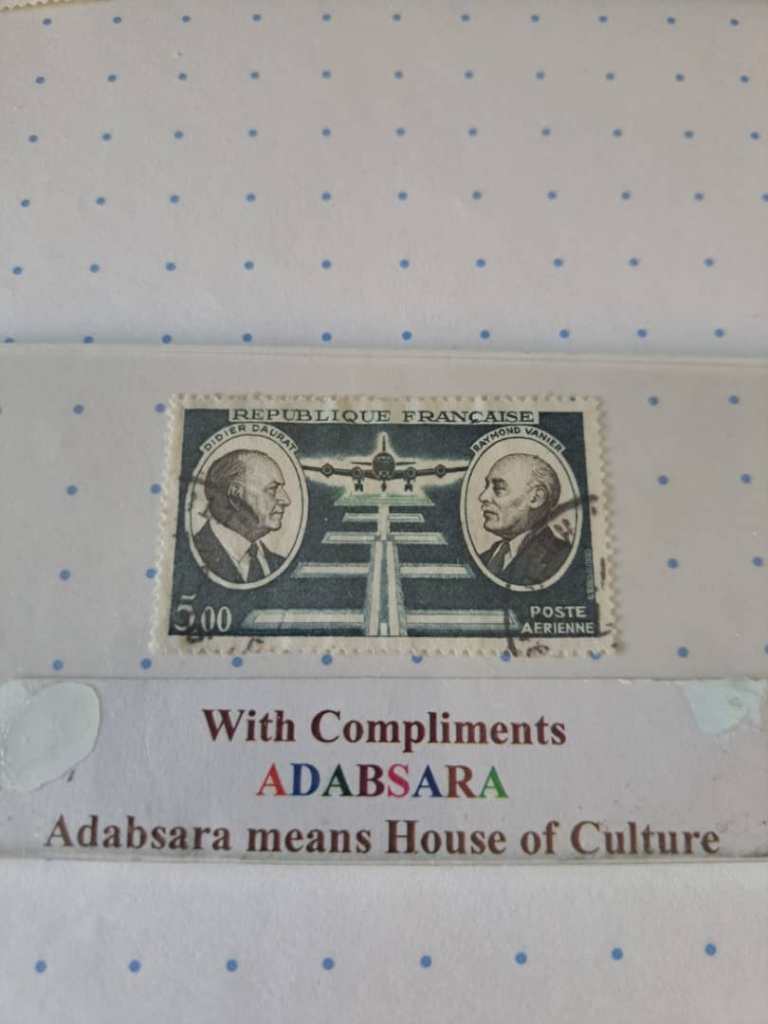 REPUBLIQUE FRANÇAISE
DIDIER DAURAT
RAYMOND VANIER
5,00
POSTE
AERIENNE
With Compliments
ADABSARA
Adabsara means House of Culture